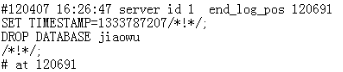 #120407 16:26:47 server id 1  end_log_pos 120691
SET TIMESTAMP=1333787207/*!*/;
DROP DATABASE jiaowu
/*!*/;
# at 120691